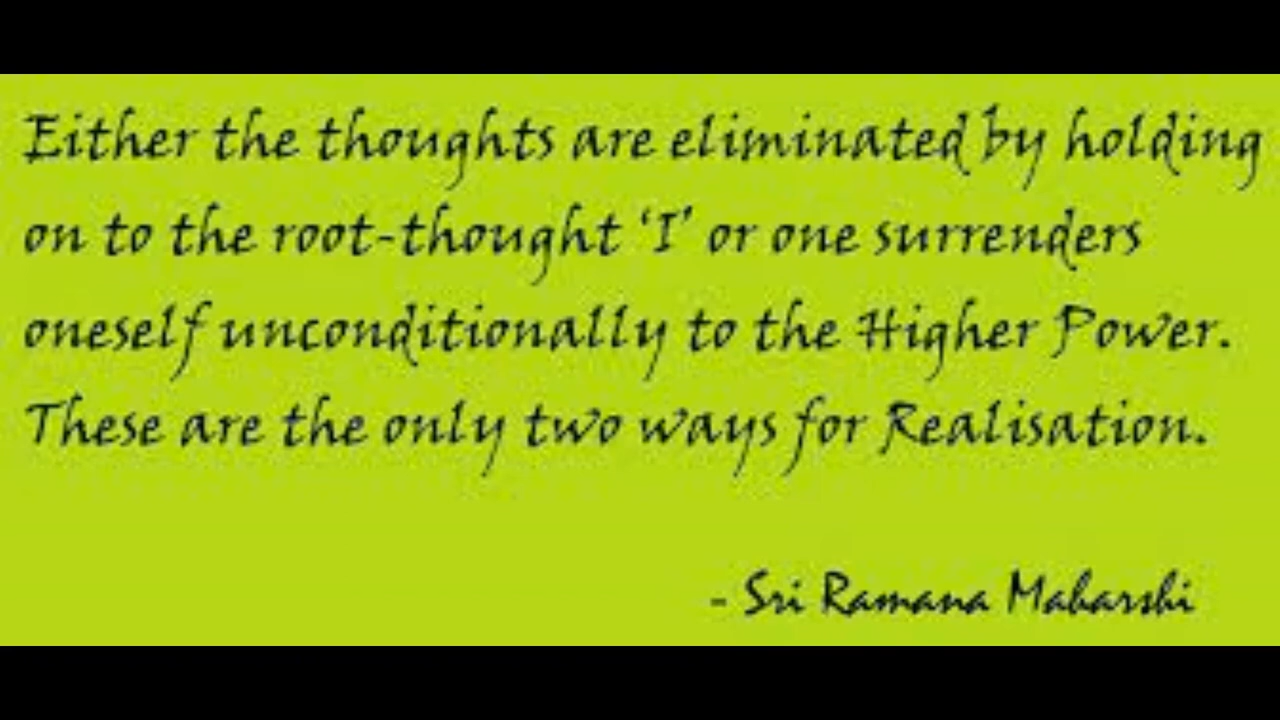 Either the thoughts are eliminated by holding
on to the root-thought ‘I’ or one surrenders
oneself unconditionally to the Higher Power.
These are the only two ways for Realisation.
- Sri Ramana Maharshi